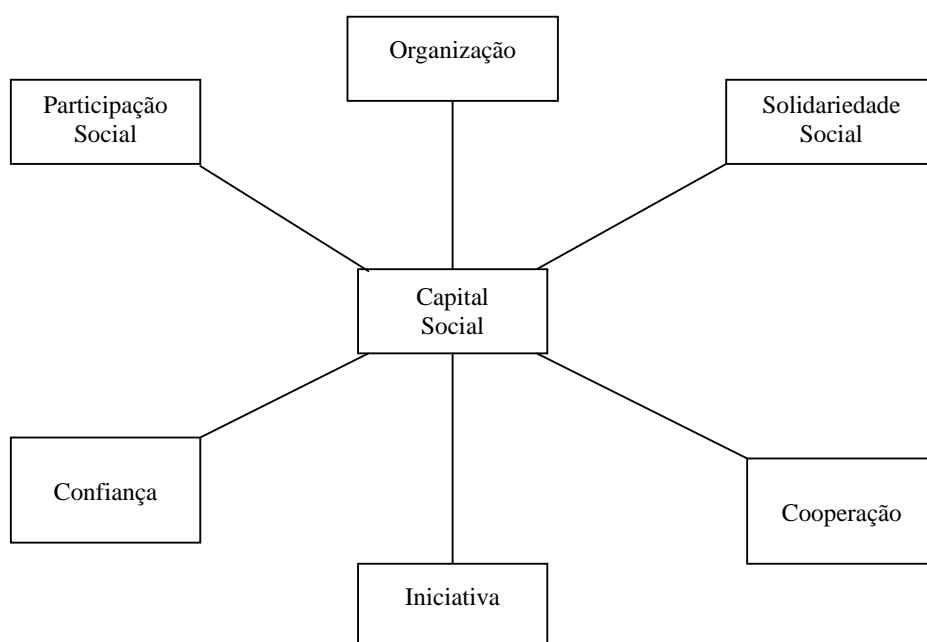 Organização
Participação
Social
Solidariedade
Social
Capital
Social
Confiança
Cooperação
Iniciativa